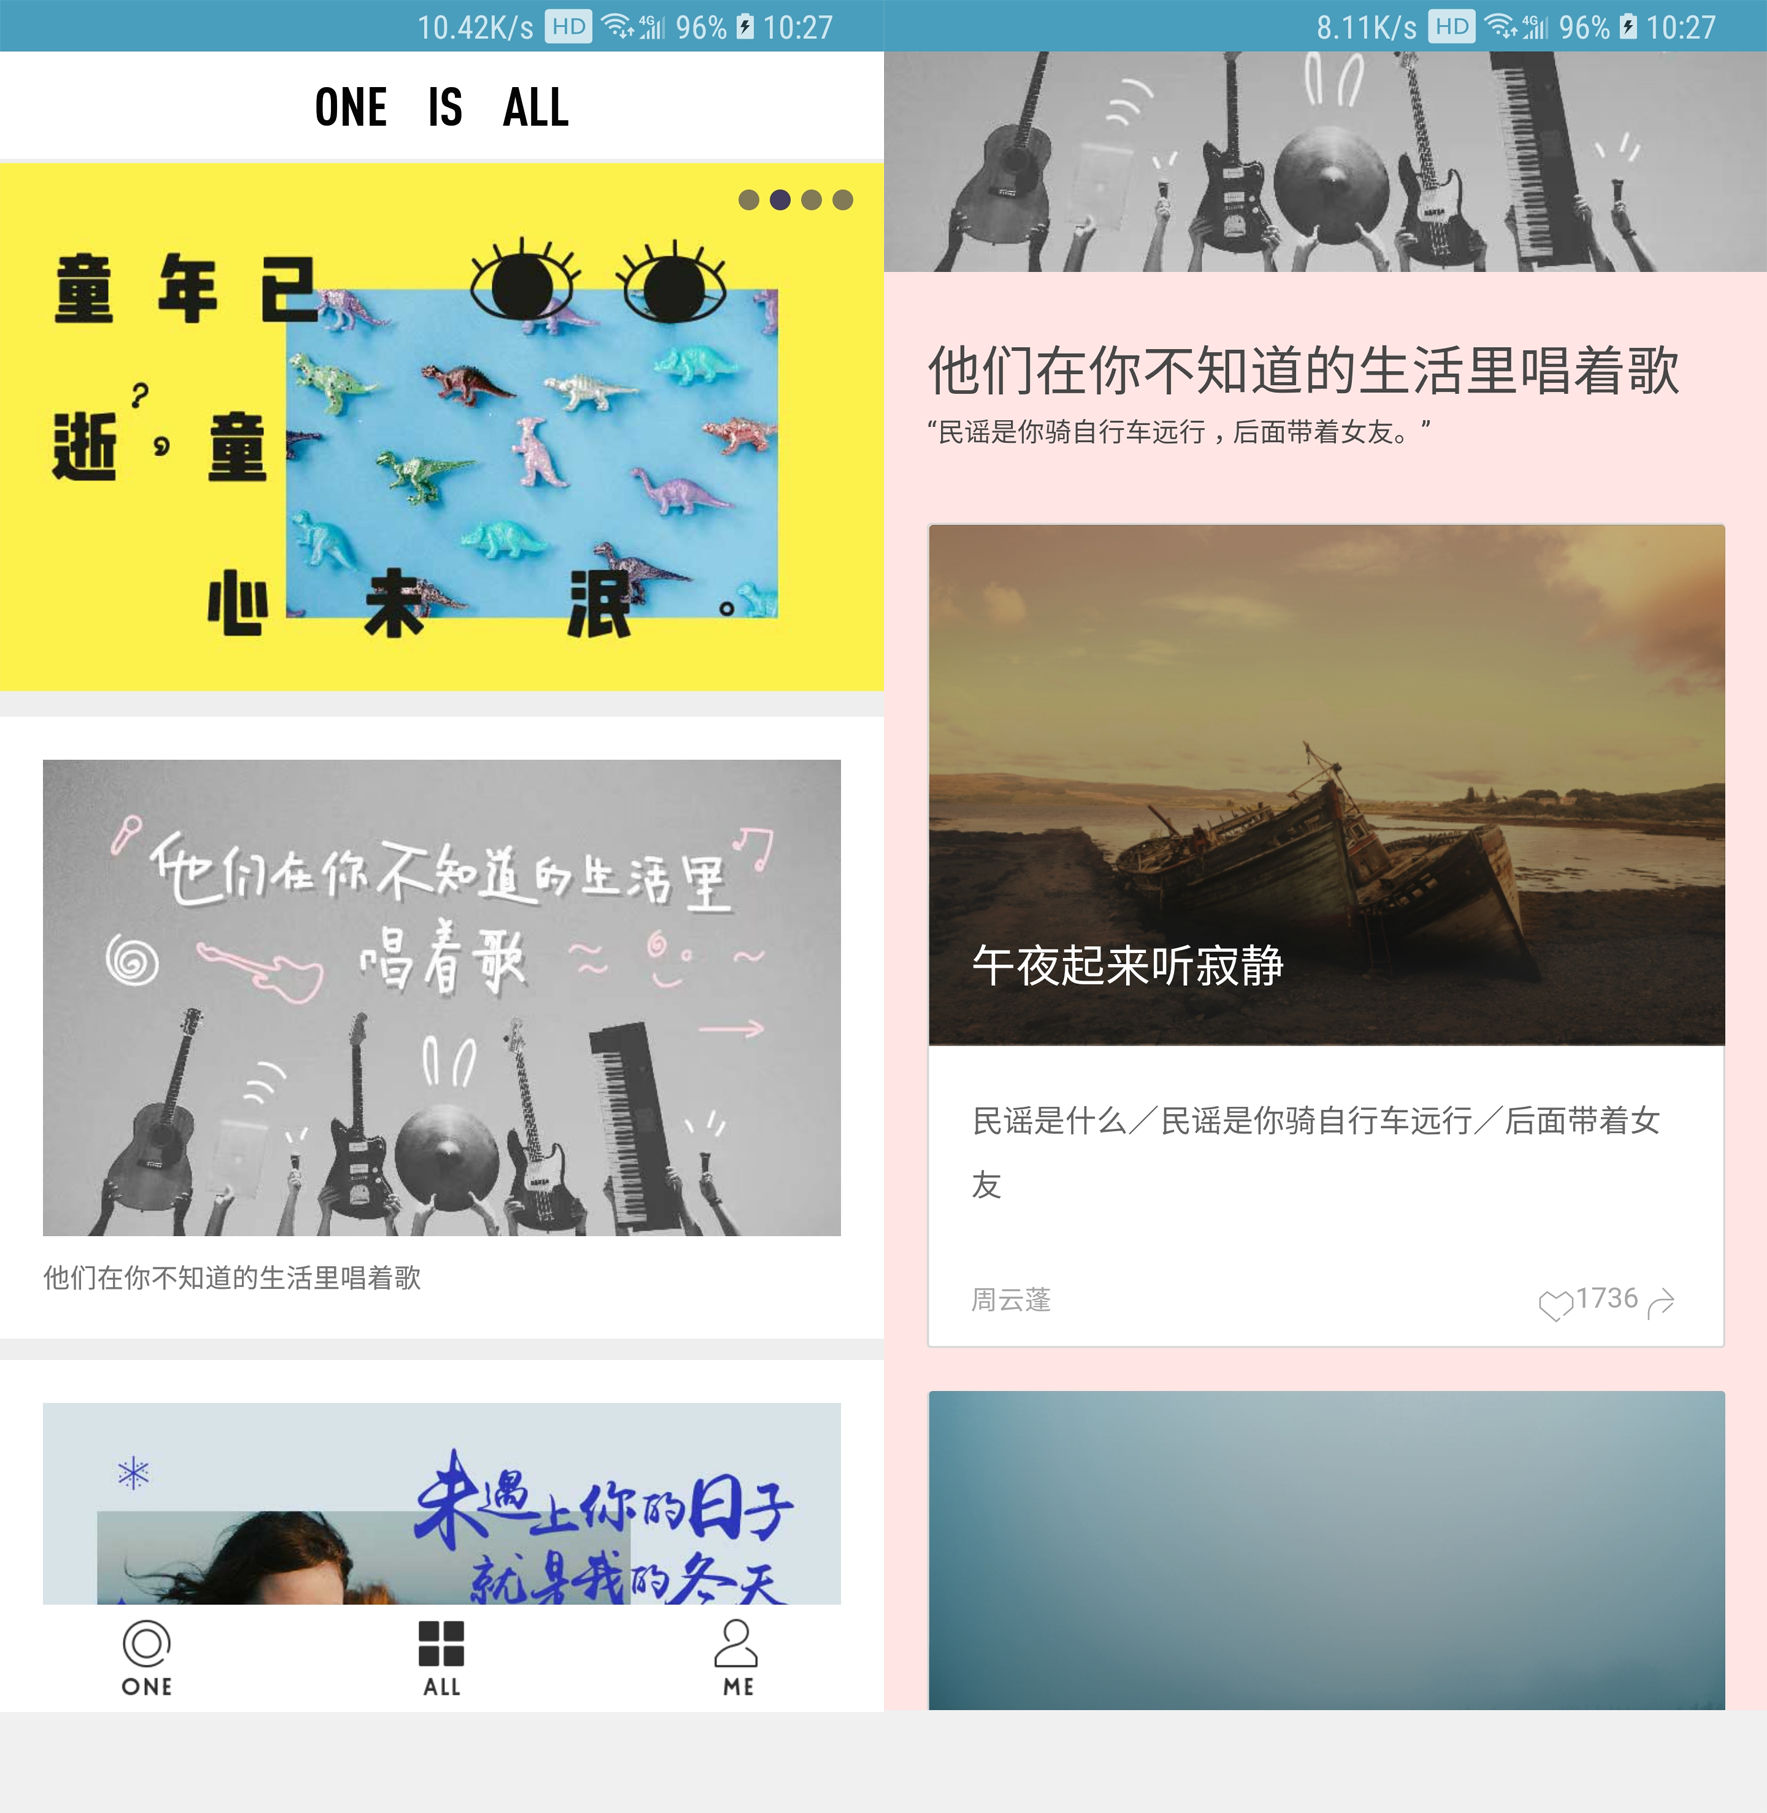 10.42K/s HD 4G 96% 10:27
ONE IS ALL
童年已
逝，童
心未泯。
他们在你不知道的生活里
唱着歌
他们在你不知道的生活里唱着歌
未遇上你的日子
就是我的冬天
ONE
ALL
ME
8.11K/s HD 4G 96% 10:27
他们在你不知道的生活里唱着歌
“民谣是你骑自行车远行，后面带着女友。”
午夜起来听寂静
民谣是什么／民谣是你骑自行车远行／后面带着女
友
周云蓬
1736